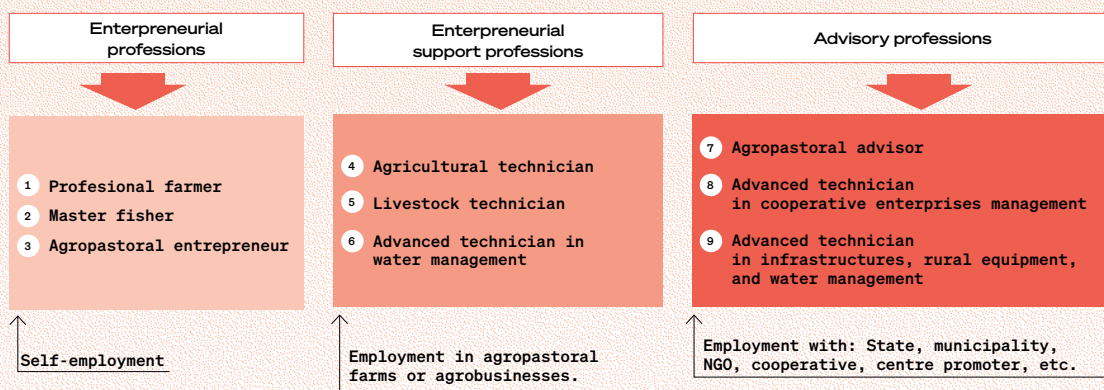 Enterpreneurial
professions
Enterpreneurial
support professions
Advisory professions
1 Profesional farmer
2 Master fisher
3 Agropastoral entrepreneur
4 Agricultural technician
5 Livestock technician
6 Advanced technician in
water management
7 Agropastoral advisor
8 Advanced technician
in cooperative enterprises management
9 Advanced technician
in infrastructures, rural equipment,
and water management
Self-employment
Employment in agropastoral
farms or agrobusinesses.
Employment with: State, municipality,
NGO, cooperative, centre promoter, etc.